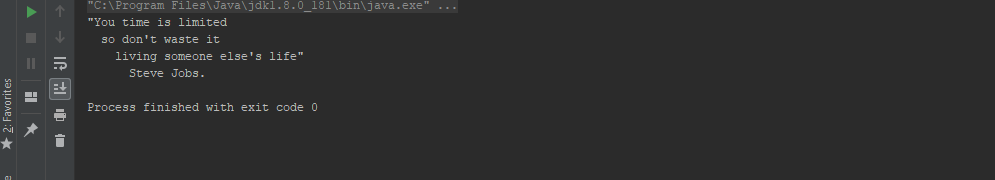 "C:\Program Files\Java\jdk1.8.0_181\bin\java.exe" ...
"You time is limited
so don't waste it
living someone else's life"
Steve Jobs.
Process finished with exit code 0
2: Favorites